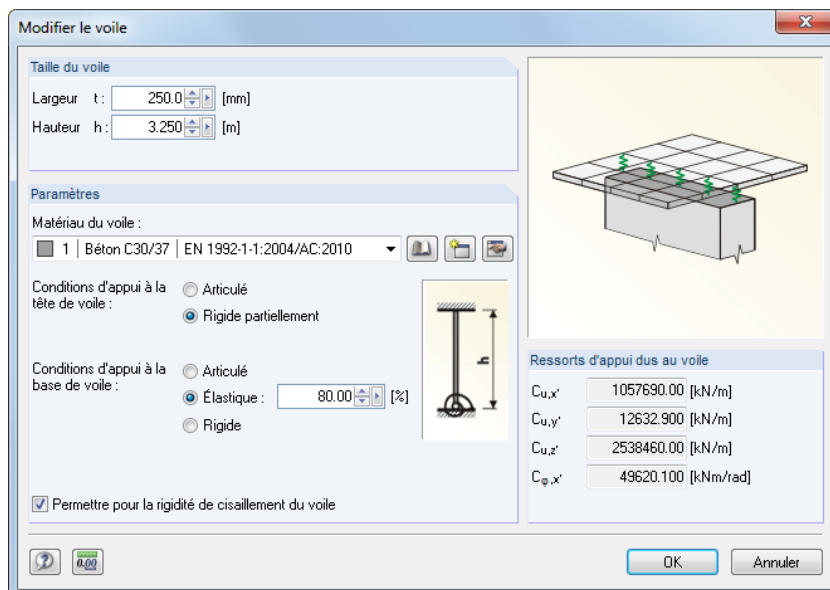 Modifier le voile
Taille du voile
Largeur t : 250.0 [mm]
Hauteur h : 3.250 [m]
Paramètres
Matériau du voile :
1 Béton C30/37 EN 1992-1-1:2004/AC:2010
Conditions d'appui à la tête de voile :
Articulé
Rigide partiellement
Conditions d'appui à la base de voile :
Articulé
Élastique : 80.00 [%]
Rigide
h
Permettre pour la rigidité de cisaillement du voile
Ressorts d'appui dus au voile
Cu,x' 1057690.00 [kN/m]
Cu,y' 12632.900 [kN/m]
Cu,z' 2538460.00 [kN/m]
Cφ,x' 49620.100 [kNm/rad]
0.00
OK
Annuler